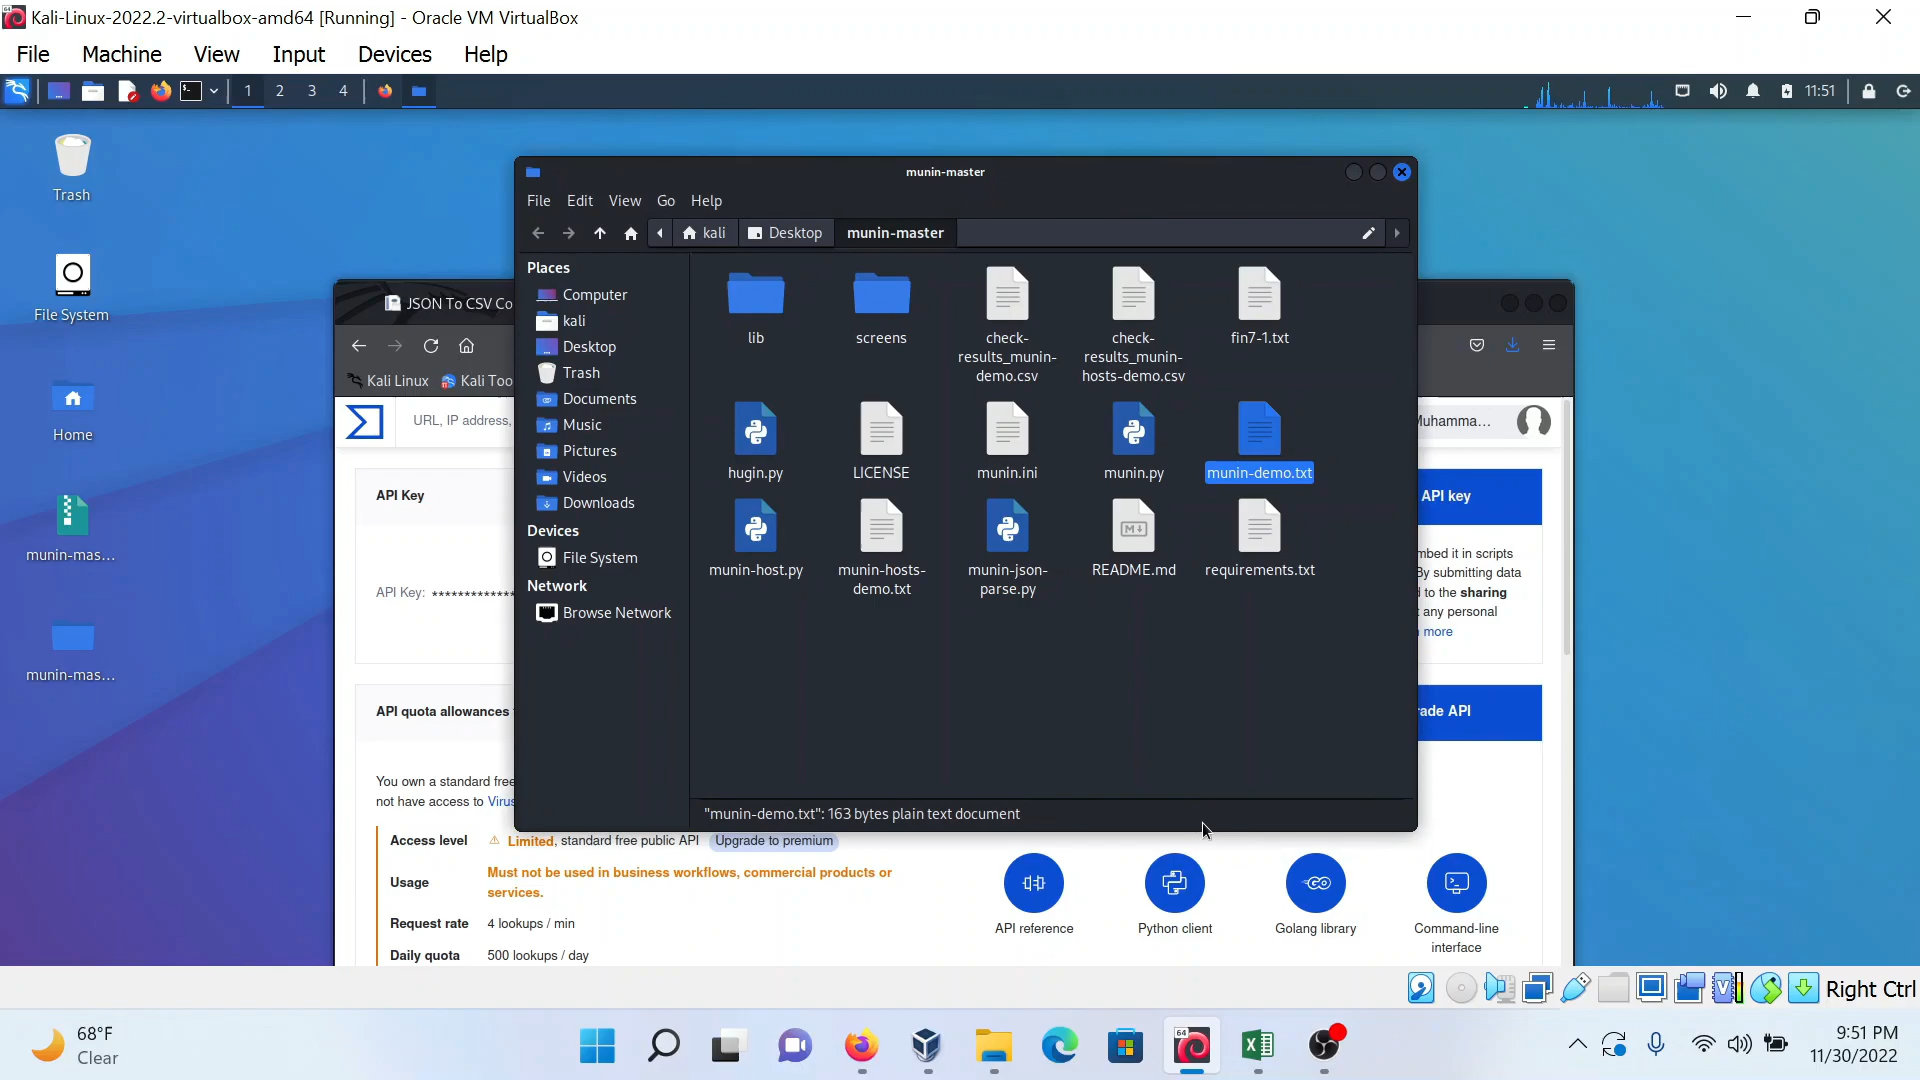 Kali-Linux-2022.2-virtualbox-amd64 [Running] - Oracle VM VirtualBox
File Machine View Input Devices Help
1 2 3 4 11:51
Trash
File System
Home
munin-mas...
munin-mas...
JSON To CSV Co
Kali Linux Kali Too
URL, IP address,
Muhamma...
API Key
API key
API Key: *************
mbed it in scripts
By submitting data
to the sharing
any personal
more
API quota allowances
rade API
You own a standard free
not have access to Virus
Access level Limited, standard free public API Upgrade to premium
Usage Must not be used in business workflows, commercial products or
services.
Request rate 4 lookups / min
Daily quota 500 lookups / day
API reference
Python client
Golang library
Command-line
interface
munin-master
File Edit View Go Help
kali Desktop munin-master
Places
Computer
kali
Desktop
Trash
Documents
Music
Pictures
Videos
Downloads
Devices
File System
Network
Browse Network
lib
screens
check-
results_munin-
demo.csv
check-
results_munin-
hosts-demo.csv
fin7-1.txt
hugin.py
LICENSE
munin.ini
munin.py
munin-demo.txt
munin-host.py
munin-hosts-
demo.txt
munin-json-
parse.py
README.md
requirements.txt
"munin-demo.txt": 163 bytes plain text document
Right Ctrl
68°F
Clear
9:51 PM
11/30/2022